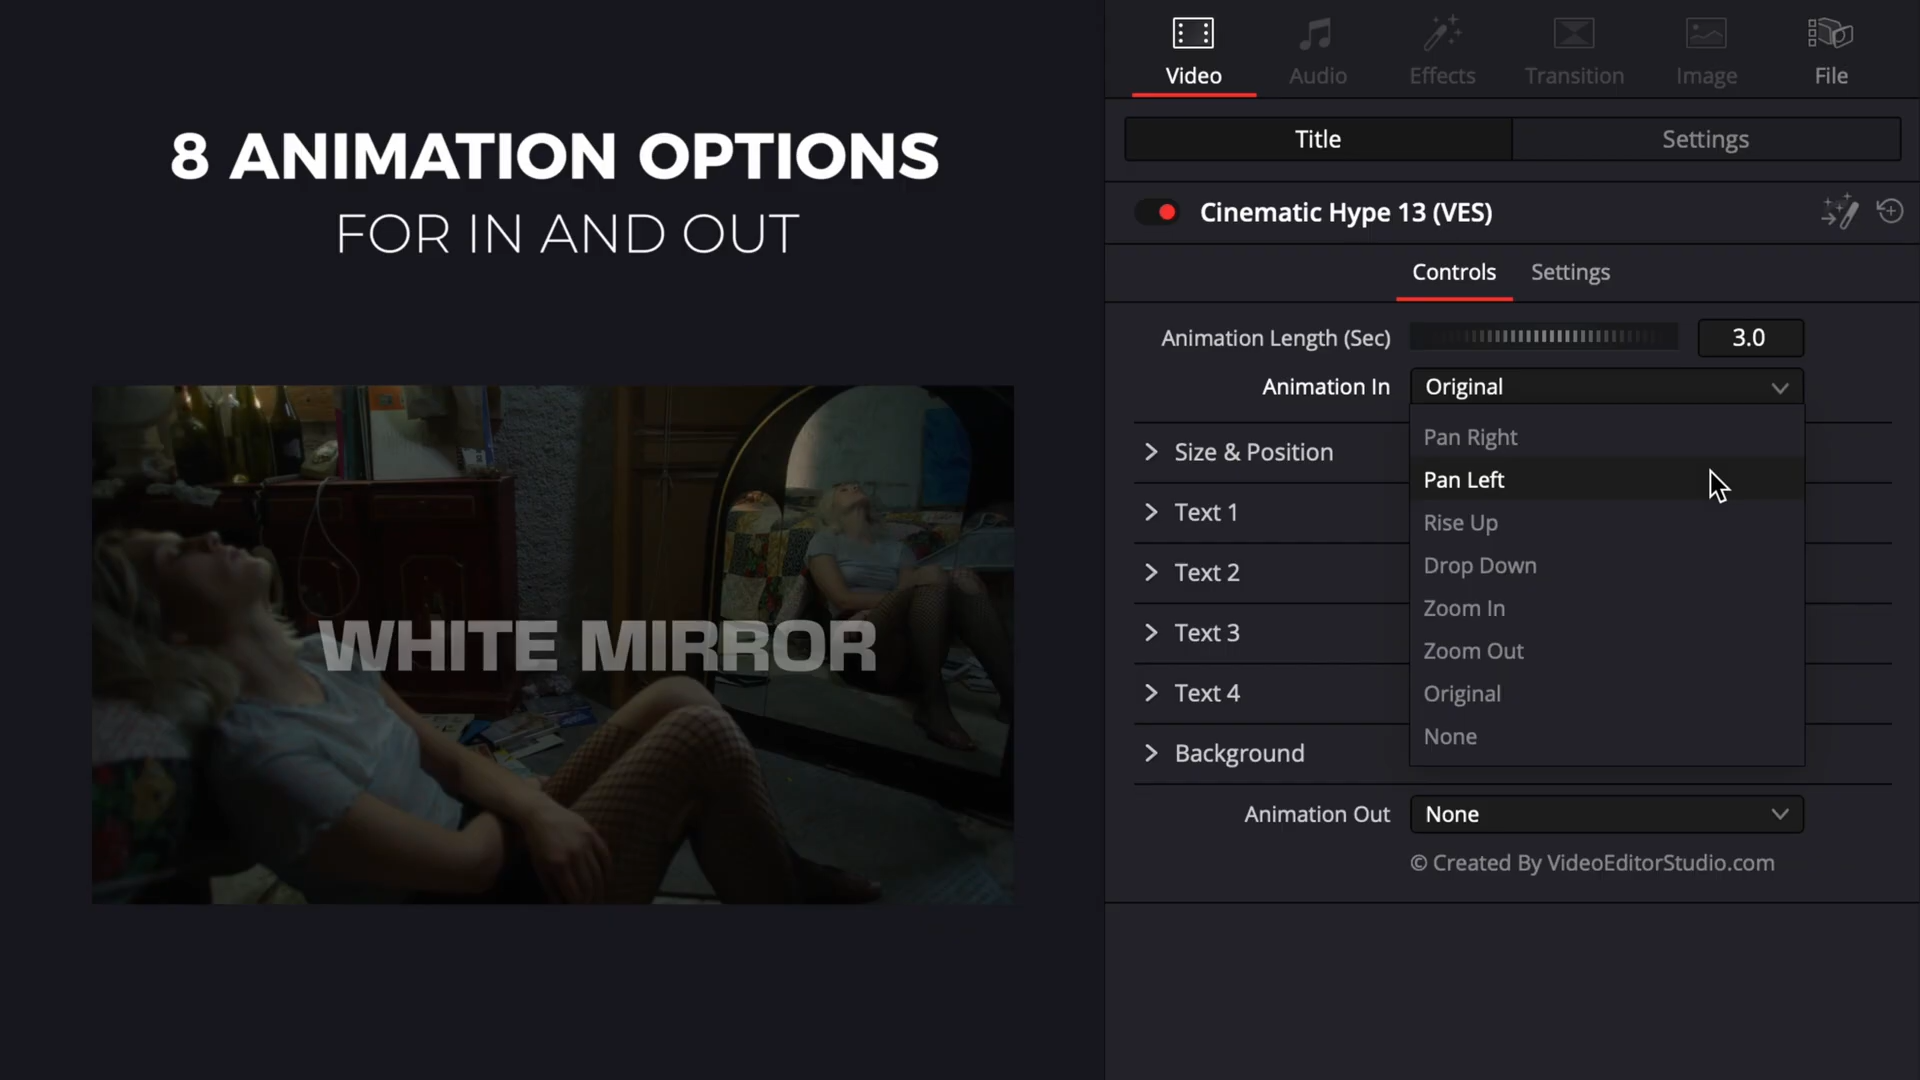 8 ANIMATION OPTIONS
FOR IN AND OUT
WHITE MIRROR
Video
Audio
Effects
Transition
Image
File
Title
Settings
Cinematic Hype 13 (VES)
Controls
Settings
Animation Length (Sec)
3.0
Animation In
Original
Pan Right
Pan Left
Rise Up
Drop Down
Zoom In
Zoom Out
Original
None
Size & Position
Text 1
Text 2
Text 3
Text 4
Background
Animation Out
None
© Created By VideoEditorStudio.com